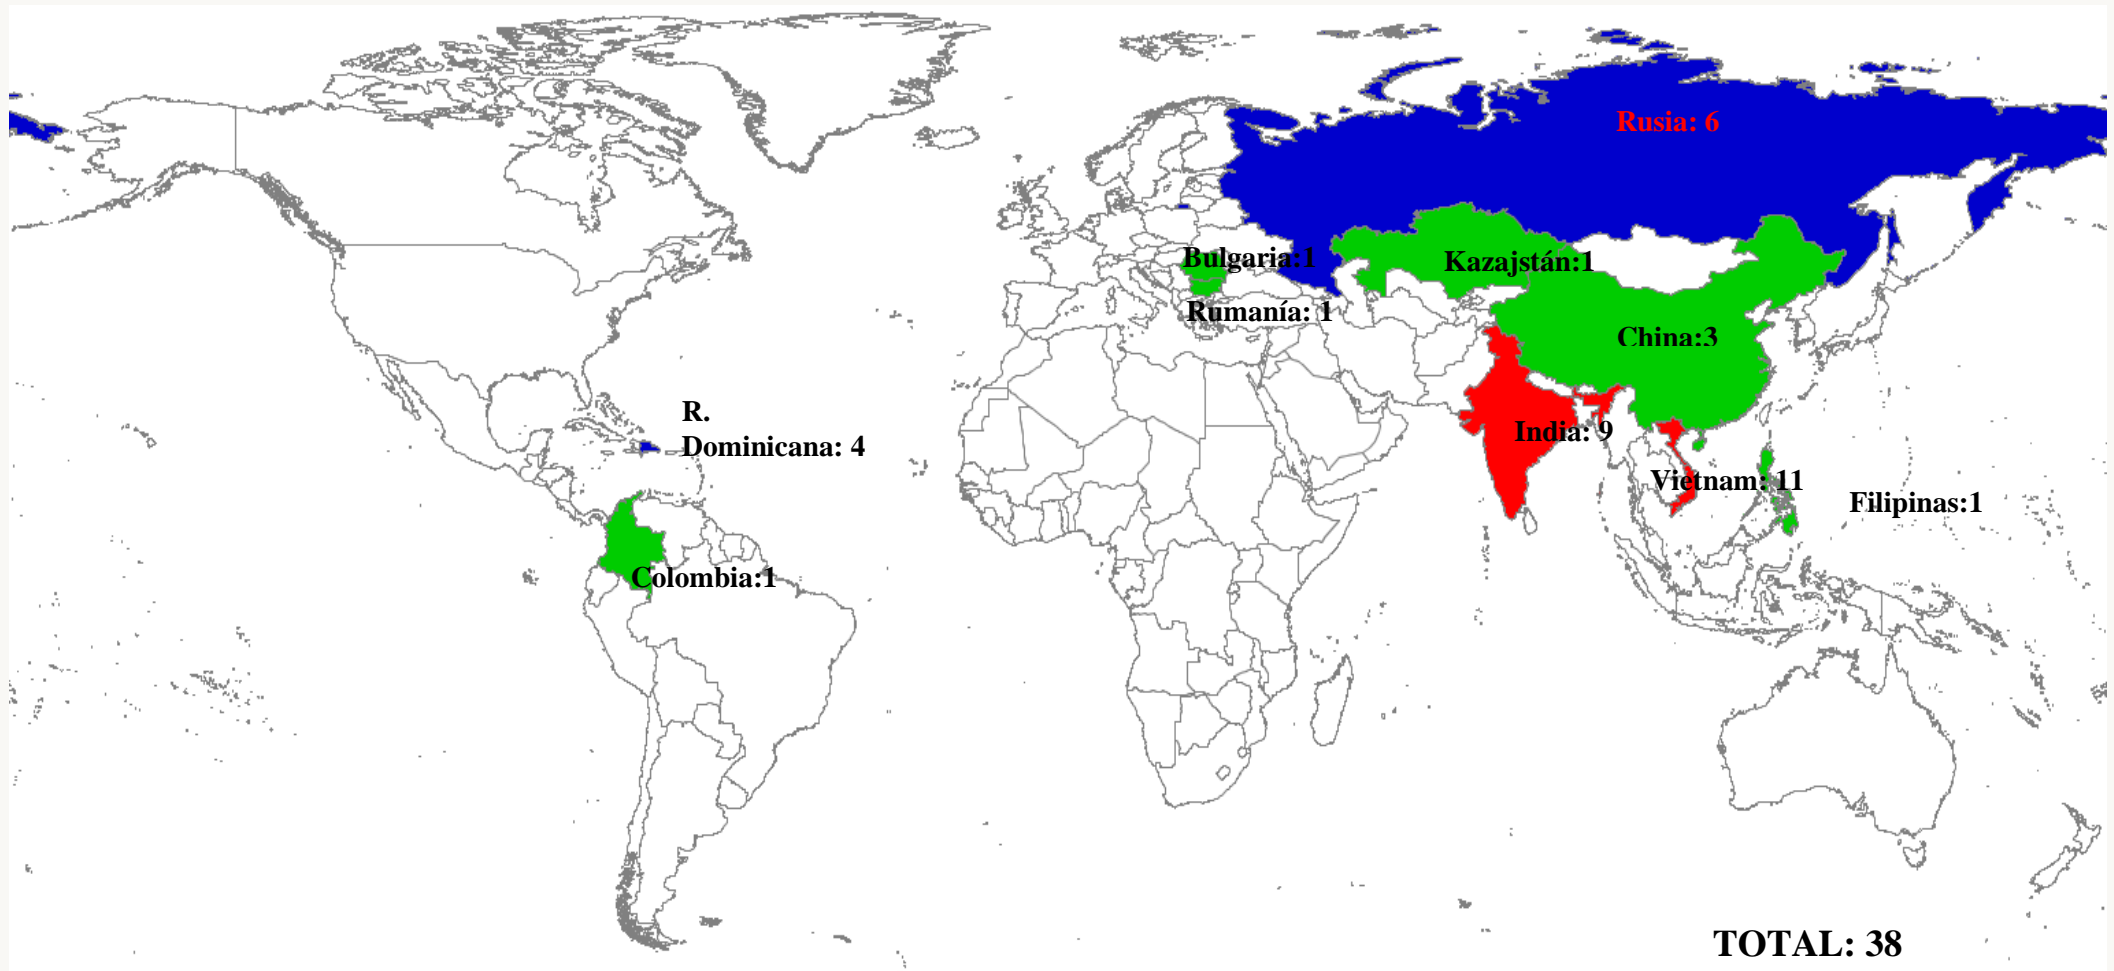 Rusia: 6
Bulgaria:1
Kazajstán:1
Rumanía: 1
China:3
R.
Dominicana: 4
India: 9
Vietnam: 11
Filipinas:1
Colombia:1
TOTAL: 38